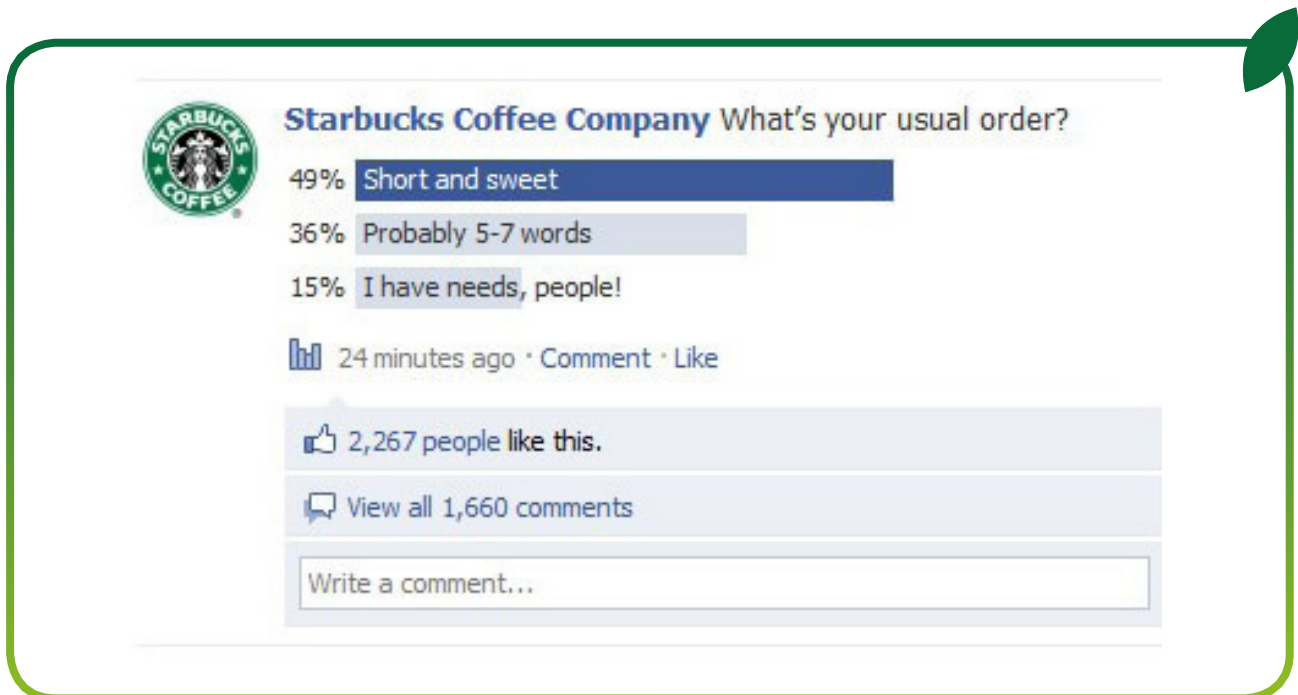 STARBUCKS COFFEE ®
Starbucks Coffee Company What's your usual order?
49% Short and sweet
36% Probably 5-7 words
15% I have needs, people!
24 minutes ago · Comment · Like
2,267 people like this.
View all 1,660 comments
Write a comment...